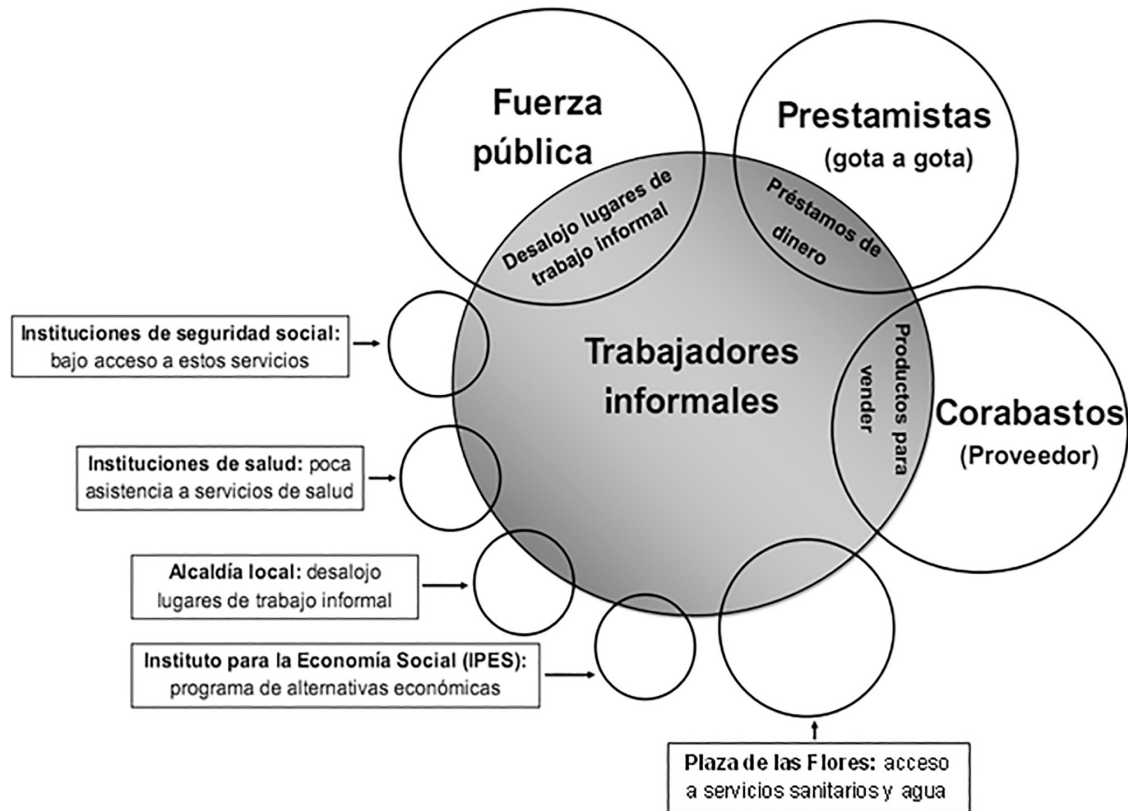 Fuerza
pública
Prestamistas
(gota a gota)
Desalojo lugares de
trabajo informal
Préstamos de
dinero
Instituciones de seguridad social:
bajo acceso a estos servicios
Trabajadores
informales
Productos para
vender
Corabastos
(Proveedor)
Instituciones de salud: poca
asistencia a servicios de salud
Alcaldía local: desalojo
lugares de trabajo informal
Instituto para la Economía Social (IPES):
programa de alternativas económicas
Plaza de las Flores: acceso
a servicios sanitarios y agua